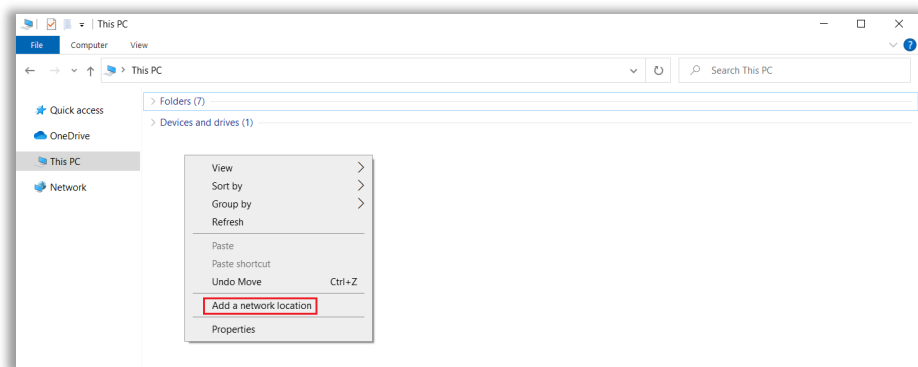 This PC
File Computer View
This PC
Search This PC
Quick access
OneDrive
This PC
Network
Folders (7)
Devices and drives (1)
View
Sort by
Group by
Refresh
Paste
Paste shortcut
Undo Move Ctrl+Z
Add a network location
Properties